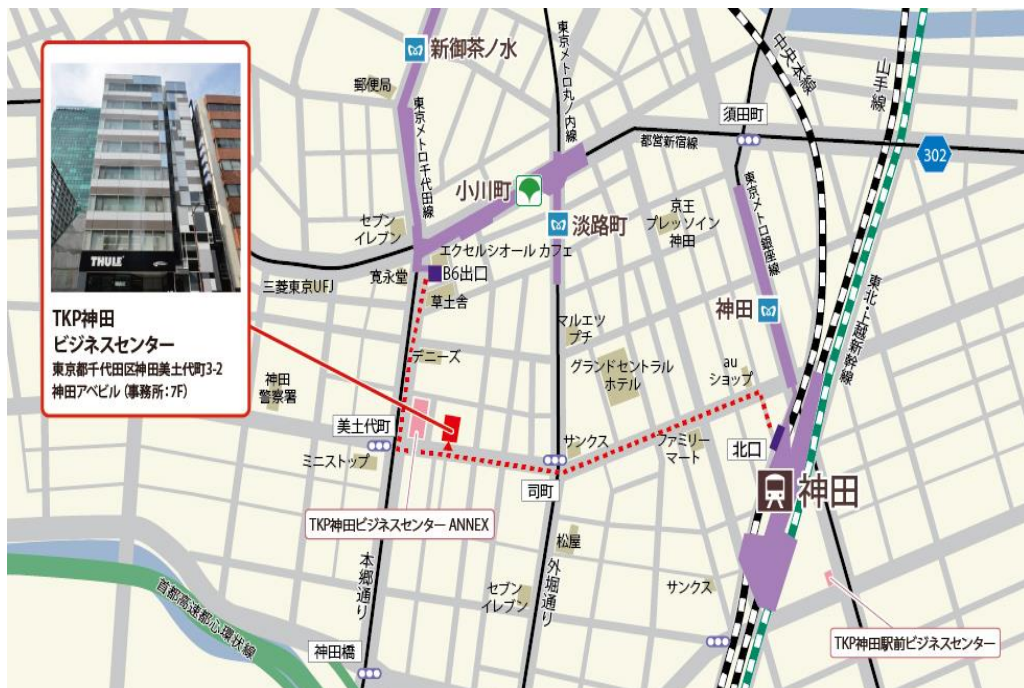 新御茶ノ水
郵便局
東京メトロ千代田線
東京メトロ丸ノ内線
中央本線
山手線
須田町
都営新宿線
302
小川町
淡路町
セブン
イレブン
京王
プレッソイン
神田
東京メトロ銀座線
エクセルシオール カフェ
寛永堂
B6出口
三菱東京UFJ
草土舎
THULE
TKP神田
ビジネスセンター
東京都千代田区神田美土代町3-2
神田アベビル (事務所:7F)
神田
東北・上越新幹線
マルエツ
プチ
デニーズ
グランドセントラル
ホテル
au
ショップ
神田
警察署
美土代町
ミニストップ
サンクス
ファミリー
マート
北口
神田
司町
TKP神田ビジネスセンター ANNEX
松屋
本郷通り
外堀通り
セブン
イレブン
サンクス
首都高速都心環状線
神田橋
TKP神田駅前ビジネスセンター